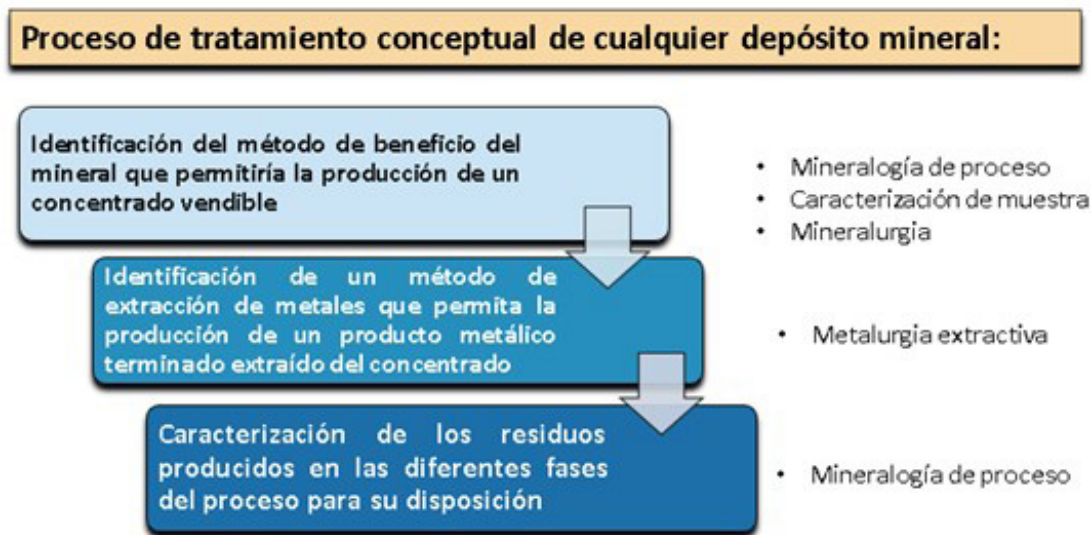 Proceso de tratamiento conceptual de cualquier depósito mineral:
Identificación del método de beneficio del
mineral que permitiría la producción de un
concentrado vendible
• Mineralogía de proceso
• Caracterización de muestra
• Mineralurgia
Identificación de un método de
extracción de metales que permita la
producción de un producto metálico
terminado extraído del concentrado
• Metalurgia extractiva
Caracterización de los residuos
producidos en las diferentes fases
del proceso para su disposición
• Mineralogía de proceso